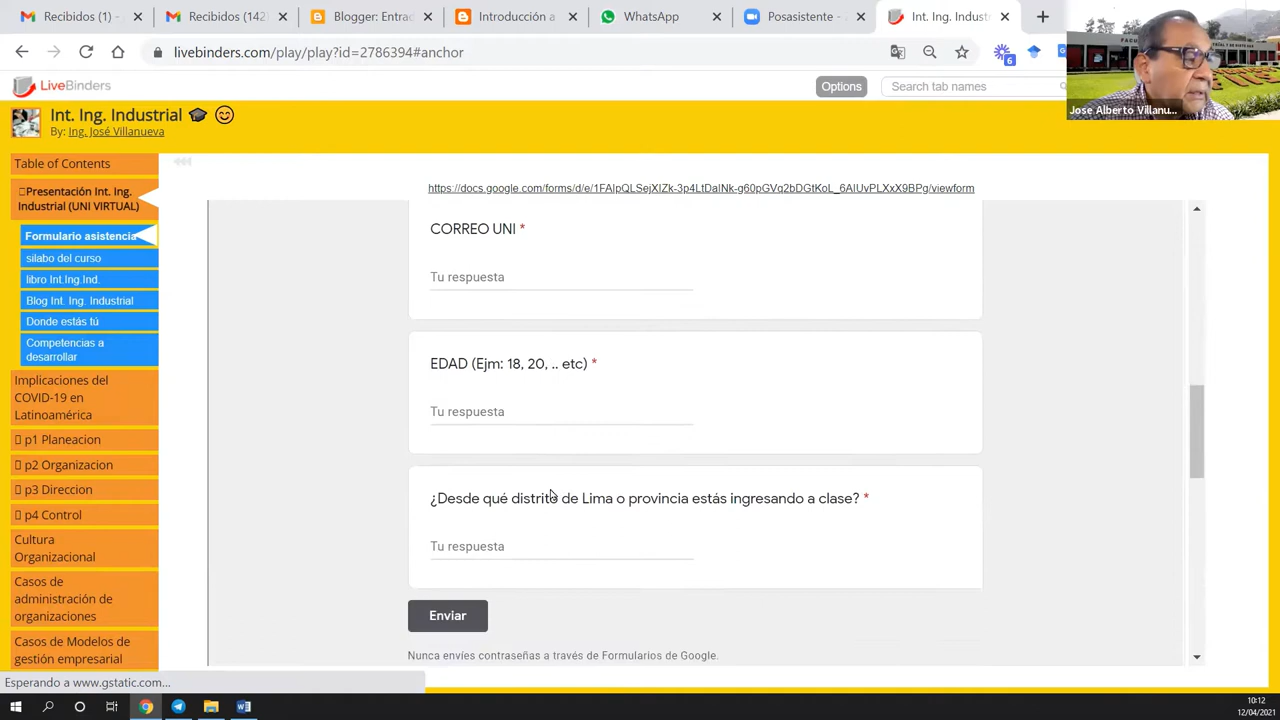 Recibidos (1)
Recibidos (142
Blogger: Entrad
Introducción a
WhatsApp
Posasistente -
Int. Ing. Indust
livebinders.com/play/play?id=2786394#anchor
6
LiveBinders
Options
Search tab names
Jose Alberto Villanu...
Int. Ing. Industrial
By: Ing. José Villanueva
Table of Contents
Presentación Int. Ing.
Industrial (UNI VIRTUAL)
Formulario asistencia
silabo del curso
libro Int.Ing.Ind.
Blog Int. Ing. Industrial
Donde estás tú
Competencias a
desarrollar
Implicaciones del
COVID-19 en
Latinoamérica
p1 Planeacion
p2 Organizacion
p3 Direccion
p4 Control
Cultura
Organizacional
Casos de
administración de
organizaciones
Casos de Modelos de
gestión empresarial
https://docs.google.com/forms/d/e/1FAIpQLSejXIZk-3p4LtDaINk-g60pGVq2bDGtKoL_6AIUvPLXxX9BPg/viewform
CORREO UNI *
Tu respuesta
EDAD (Ejm: 18, 20, .. etc) *
Tu respuesta
¿Desde qué distrito de Lima o provincia estás ingresando a clase? *
Tu respuesta
Enviar
Nunca envíes contraseñas a través de Formularios de Google.
Esperando a www.gstatic.com...
10:12
12/04/2021